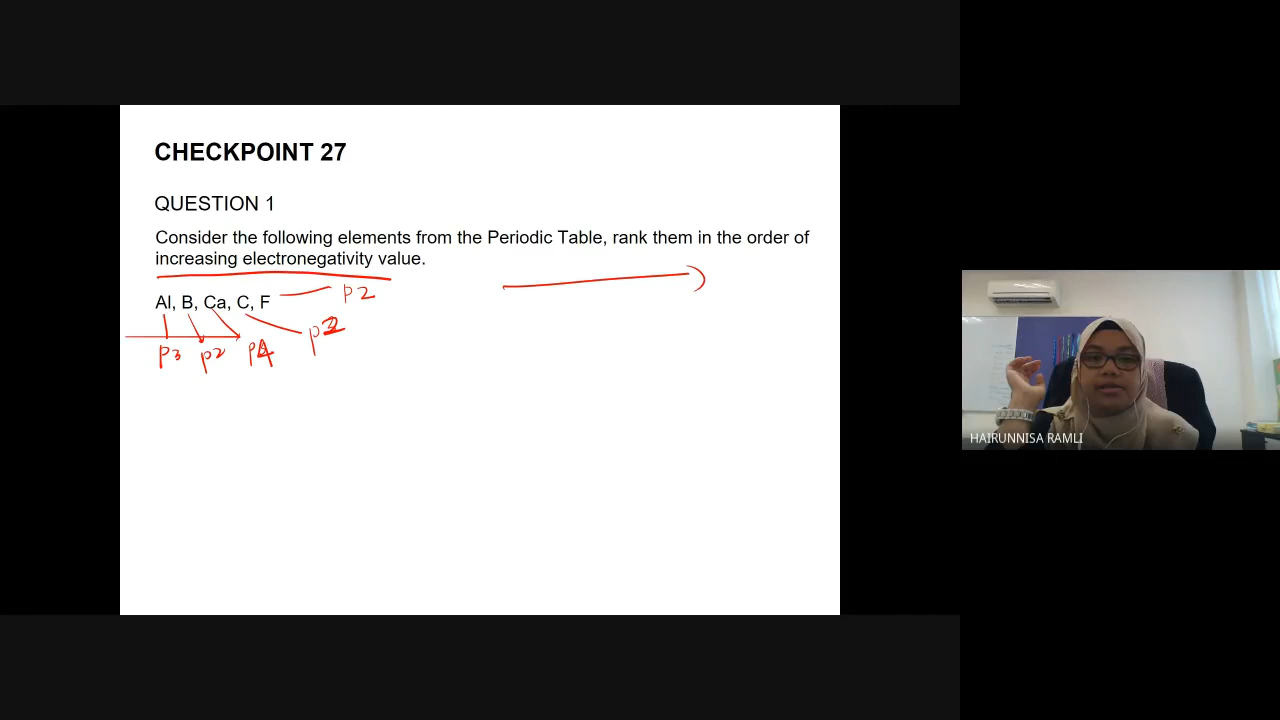 CHECKPOINT 27
QUESTION 1
Consider the following elements from the Periodic Table, rank them in the order of
increasing electronegativity value.
Al, B, Ca, C, F
p2
p2
p3 p2 p4
HAIRUNNISA RAMLI